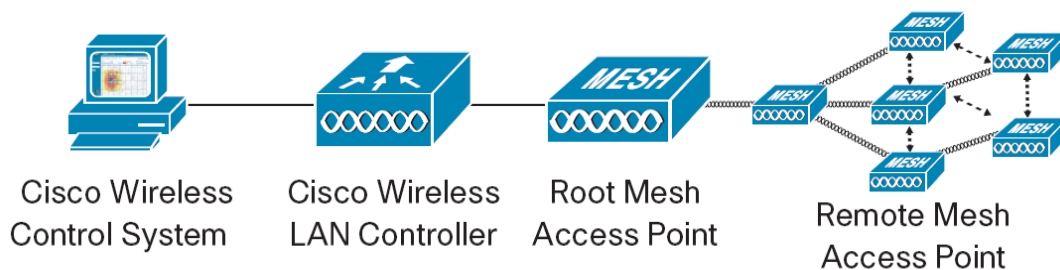 MESH
MESH
MESH
MESH
MESH
MESH
MESH
Cisco Wireless
Control System
Cisco Wireless
LAN Controller
Root Mesh
Access Point
Remote Mesh
Access Point